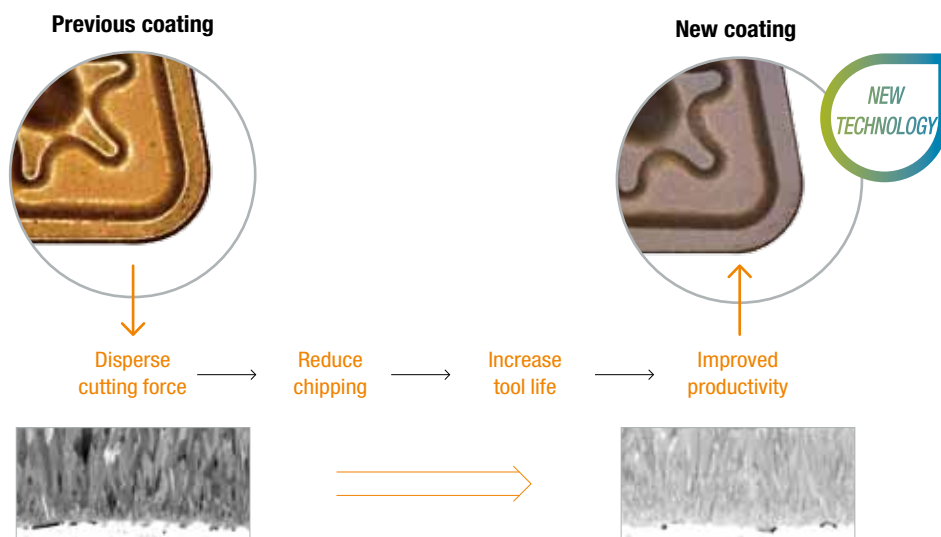 Previous coating
New coating
NEW
TECHNOLOGY
Disperse
cutting force
Reduce
chipping
Increase
tool life
Improved
productivity